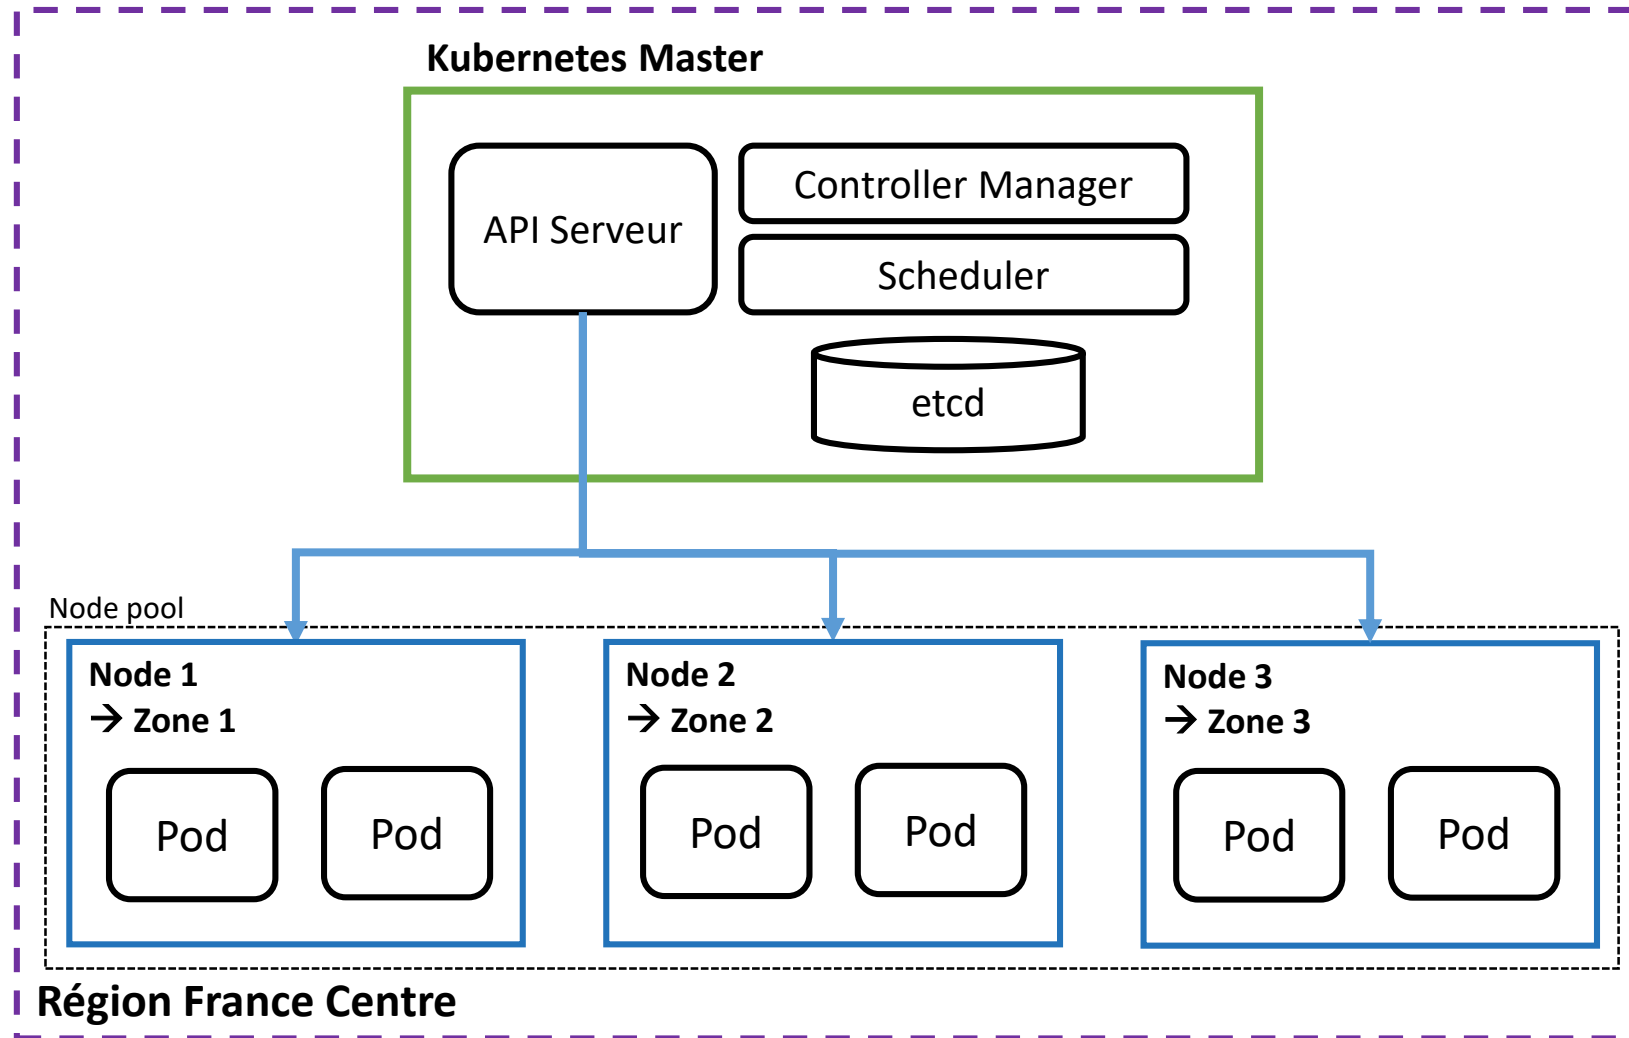 Kubernetes Master
API Serveur
Controller Manager
Scheduler
etcd
Node pool
Node 1
→ Zone 1
Pod
Pod
Node 2
→ Zone 2
Pod
Pod
Node 3
→ Zone 3
Pod
Pod
Région France Centre